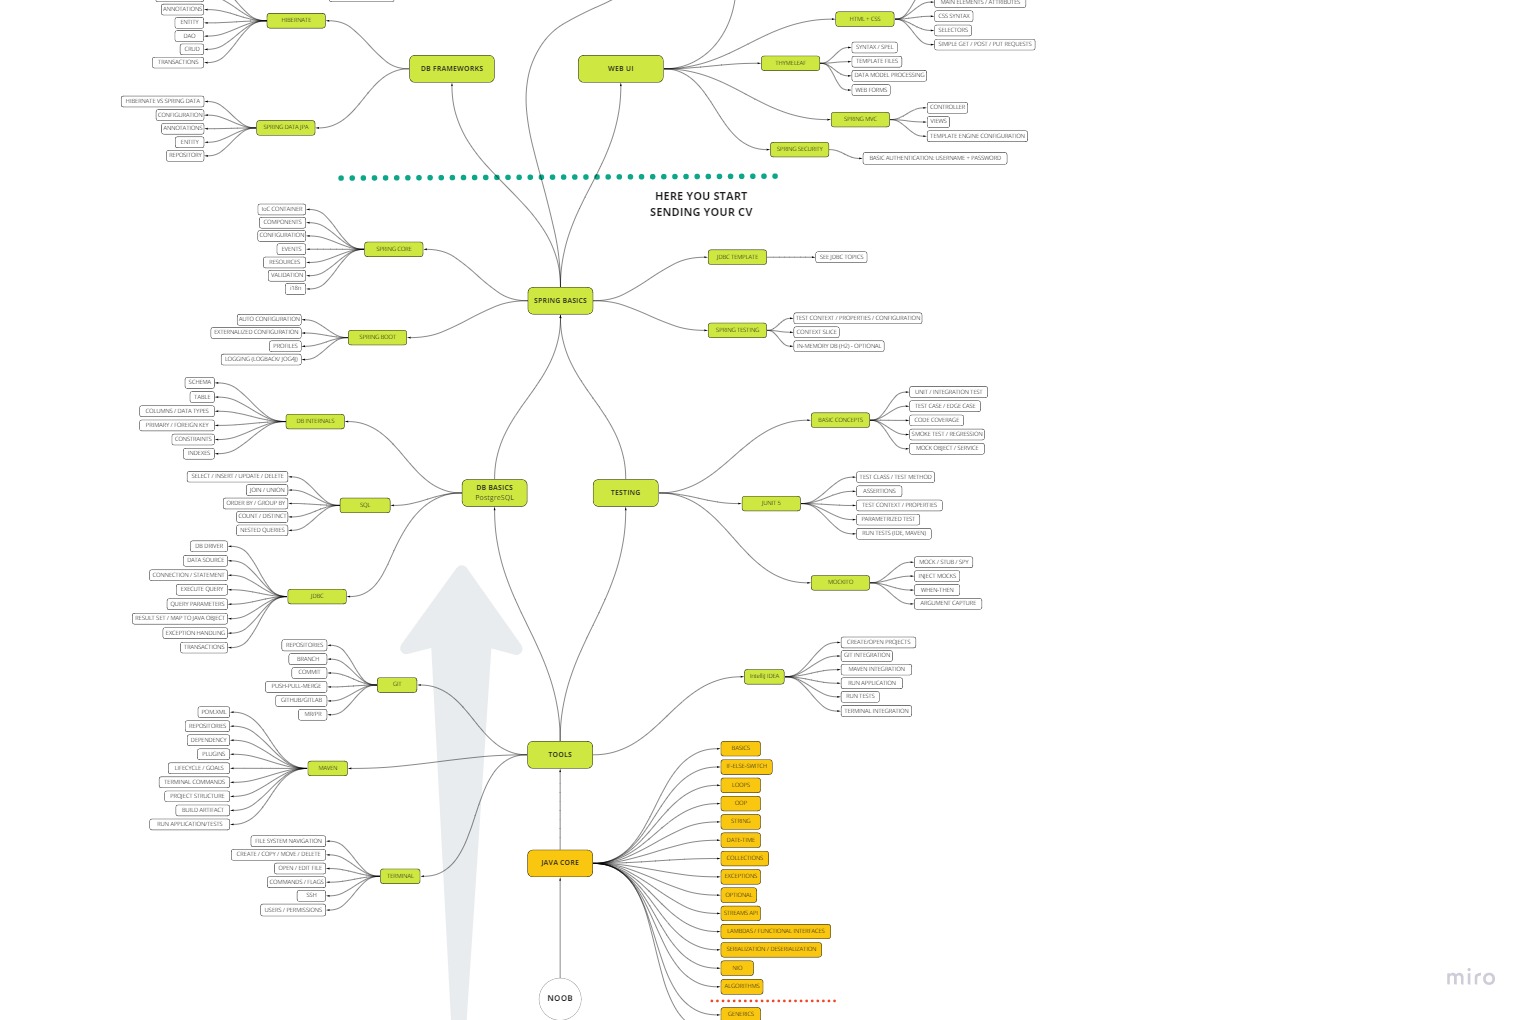 ANNOTATIONS
ENTITY
DAO
CRUD
TRANSACTIONS
HIBERNATE
DB FRAMEWORKS
HIBERNATE VS SPRING DATA
CONFIGURATION
ANNOTATIONS
ENTITY
REPOSITORY
SPRING DATA JPA
WEB UI
HTML + CSS
MAIN ELEMENTS / ATTRIBUTES
CSS SYNTAX
SELECTORS
SIMPLE GET / POST / PUT REQUESTS
THYMELEAF
SYNTAX / SPEL
TEMPLATE FILES
DATA MODEL PROCESSING
WEB FORMS
SPRING MVC
CONTROLLER
VIEWS
TEMPLATE ENGINE CONFIGURATION
SPRING SECURITY
BASIC AUTHENTICATION: USERNAME + PASSWORD
HERE YOU START
SENDING YOUR CV
IoC CONTAINER
COMPONENTS
CONFIGURATION
EVENTS
RESOURCES
VALIDATION
i18n
SPRING CORE
SPRING BASICS
AUTO CONFIGURATION
EXTERNALIZED CONFIGURATION
PROFILES
LOGGING (LOGBACK/ JOG4J)
SPRING BOOT
JDBC TEMPLATE
SEE JDBC TOPICS
SPRING TESTING
TEST CONTEXT / PROPERTIES / CONFIGURATION
CONTEXT SLICE
IN-MEMORY DB (H2) - OPTIONAL
SCHEMA
TABLE
COLUMNS / DATA TYPES
PRIMARY / FOREIGN KEY
CONSTRAINTS
INDEXES
DB INTERNALS
SELECT / INSERT / UPDATE / DELETE
JOIN / UNION
ORDER BY / GROUP BY
COUNT / DISTINCT
NESTED QUERIES
SQL
DB BASICS
PostgreSQL
DB DRIVER
DATA SOURCE
CONNECTION / STATEMENT
EXECUTE QUERY
QUERY PARAMETERS
RESULT SET / MAP TO JAVA OBJECT
EXCEPTION HANDLING
TRANSACTIONS
JDBC
TESTING
BASIC CONCEPTS
UNIT / INTEGRATION TEST
TEST CASE / EDGE CASE
CODE COVERAGE
SMOKE TEST / REGRESSION
MOCK OBJECT / SERVICE
JUNIT 5
TEST CLASS / TEST METHOD
ASSERTIONS
TEST CONTEXT / PROPERTIES
PARAMETRIZED TEST
RUN TESTS (IDE, MAVEN)
MOCKITO
MOCK / STUB / SPY
INJECT MOCKS
WHEN-THEN
ARGUMENT CAPTURE
REPOSITORIES
BRANCH
COMMIT
PUSH-PULL-MERGE
GITHUB/GITLAB
MR/PR
GIT
IntellIj IDEA
CREATE/OPEN PROJECTS
GIT INTEGRATION
MAVEN INTEGRATION
RUN APPLICATION
RUN TESTS
TERMINAL INTEGRATION
TOOLS
POM.XML
REPOSITORIES
DEPENDENCY
PLUGINS
LIFECYCLE / GOALS
TERMINAL COMMANDS
PROJECT STRUCTURE
BUILD ARTIFACT
RUN APPLICATION/TESTS
MAVEN
FILE SYSTEM NAVIGATION
CREATE / COPY / MOVE / DELETE
OPEN / EDIT FILE
COMMANDS / FLAGS
SSH
USERS / PERMISSIONS
TERMINAL
JAVA CORE
BASICS
IF-ELSE-SWITCH
LOOPS
OOP
STRING
DATE-TIME
COLLECTIONS
EXCEPTIONS
OPTIONAL
STREAMS API
LAMBDAS / FUNCTIONAL INTERFACES
SERIALIZATION / DESERIALIZATION
NIO
ALGORITHMS
GENERICS
NOOB
miro